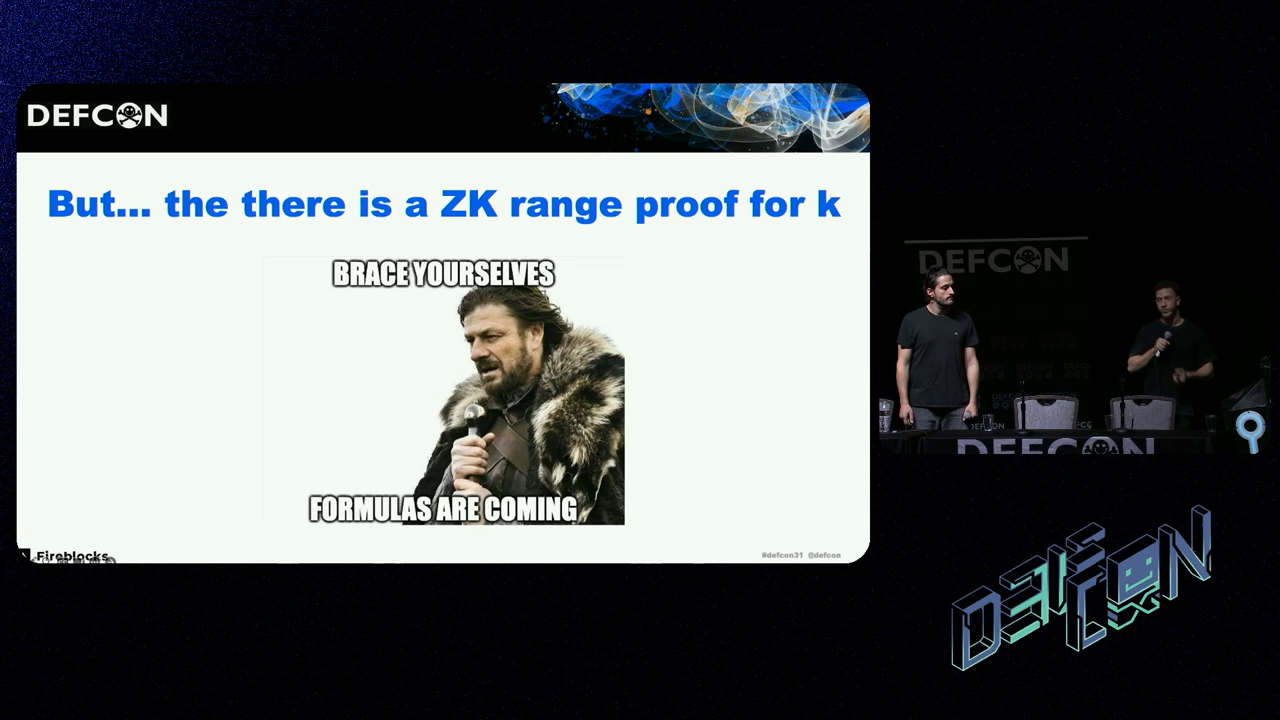 DEFCON
But... the there is a ZK range proof for k
BRACE YOURSELVES
FORMULAS ARE COMING
Fireblocks
#defcon31 @defcon
DEFCON
DEFCON
DEFCON